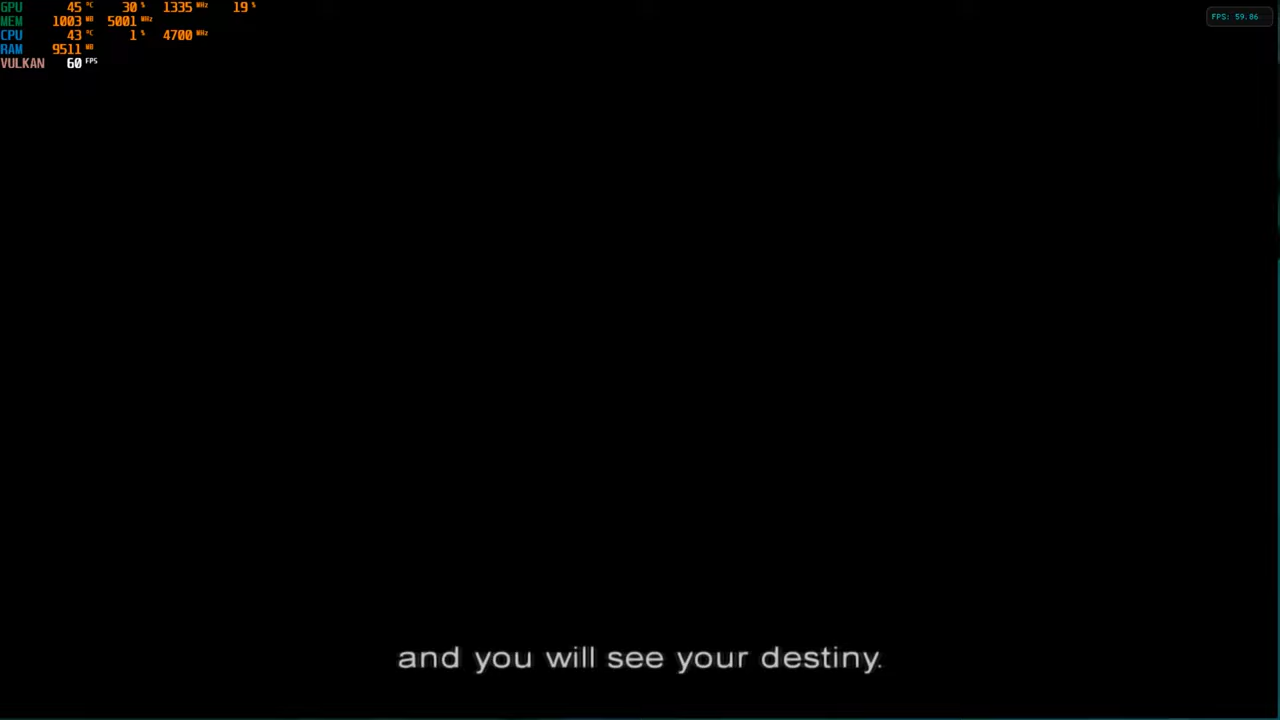 GPU 45 °C 30 % 1335 MHz 19 %
MEM 1003 MB 5001 MHz
CPU 43 °C 1 % 4700 MHz
RAM 9511 MB
VULKAN 60 FPS
FPS: 59.86
and you will see your destiny.